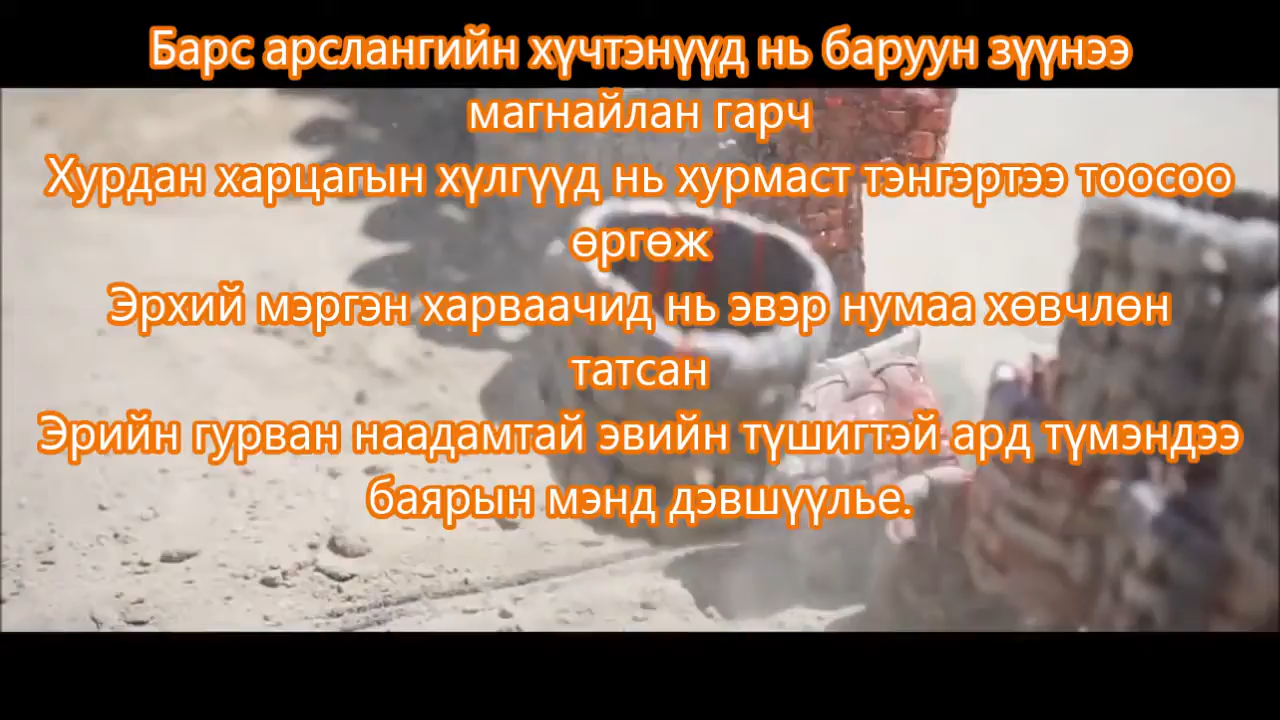 Барс арслангийн хүчтэнүүд нь баруун зүүнээ
магнайлан гарч
Хурдан харцагын хүлгүүд нь хурмаст тэнгэртээ тоосоо
өргөж
Эрхий мэргэн харваачид нь эвэр нумаа хөвчлөн
татсан
Эрийн гурван наадамтай эвийн түшигтэй ард түмэндээ
баярын мэнд дэвшүүлье.